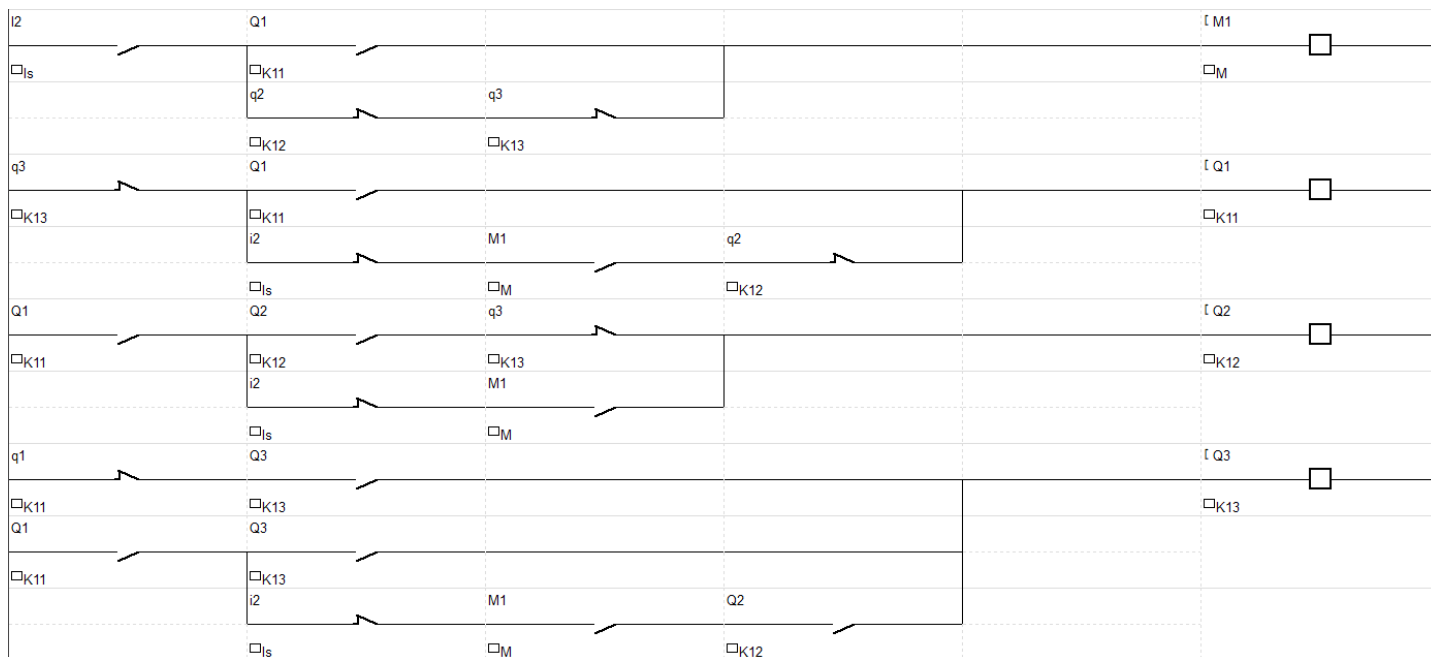 I2 Q1 [ M1
Is K11 M
q2 q3
K12 K13
q3 Q1 [ Q1
K13 K11 K11
i2 M1 q2
Is M K12
Q1 Q2 q3 [ Q2
K11 K12 K13 K12
i2 M1
Is M
q1 Q3 [ Q3
K11 K13 K13
Q1 Q3
K11 K13
i2 M1 Q2
Is M K12